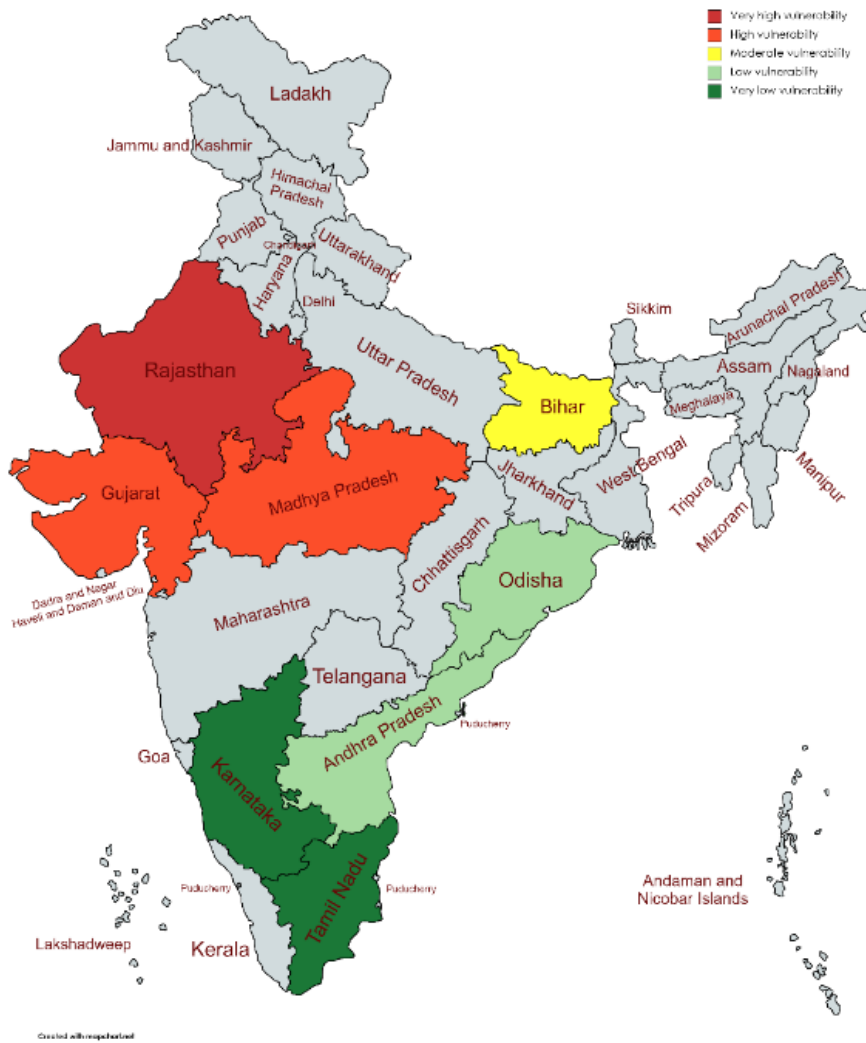 Very high vulnerability
High vulnerability
Moderate vulnerability
Low vulnerability
Very low vulnerability
Ladakh
Jammu and Kashmir
Himachal
Pradesh
Punjab
Chandigarh
Uttarakhand
Haryana
Delhi
Sikkim
Arunachal Pradesh
Rajasthan
Uttar Pradesh
Assam
Nagaland
Bihar
Meghalaya
Gujarat
Madhya Pradesh
Jharkhand
West Bengal
Tripura
Mizoram
Manipur
Chhattisgarh
Odisha
Dadra and Nagar
Haveli and Daman and Diu
Maharashtra
Telangana
Andhra Pradesh
Puducherry
Goa
Karnataka
Puducherry
Tamil Nadu
Puducherry
Andaman and
Nicobar Islands
Lakshadweep
Kerala
Created with mapchart.net